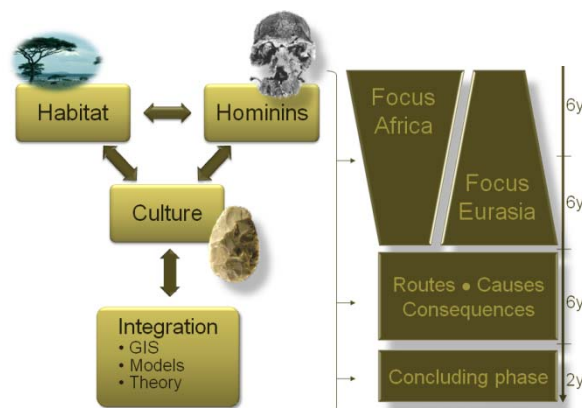 Habitat
Hominins
Culture
Integration
• GIS
• Models
• Theory
Focus
Africa
Focus
Eurasia
Routes • Causes
Consequences
Concluding phase
6y
6y
6y
2y